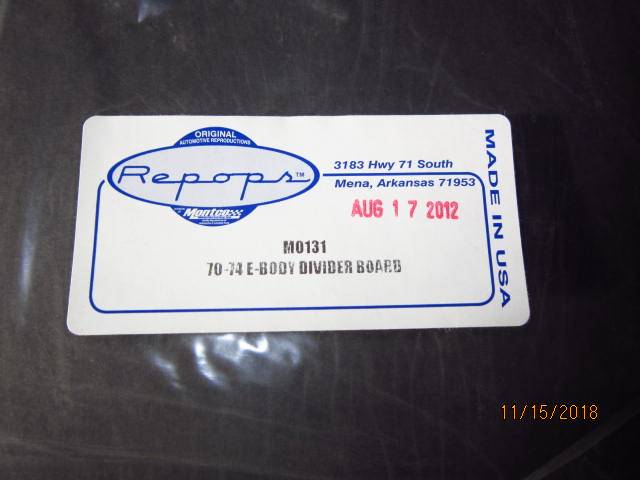 ORIGINAL
AUTOMOTIVE REPRODUCTIONS
Repops™
Montco
3183 Hwy 71 South
Mena, Arkansas 71953
AUG 17 2012
MADE IN USA
M0131
70-74 E-BODY DIVIDER BOARD
11/15/2018